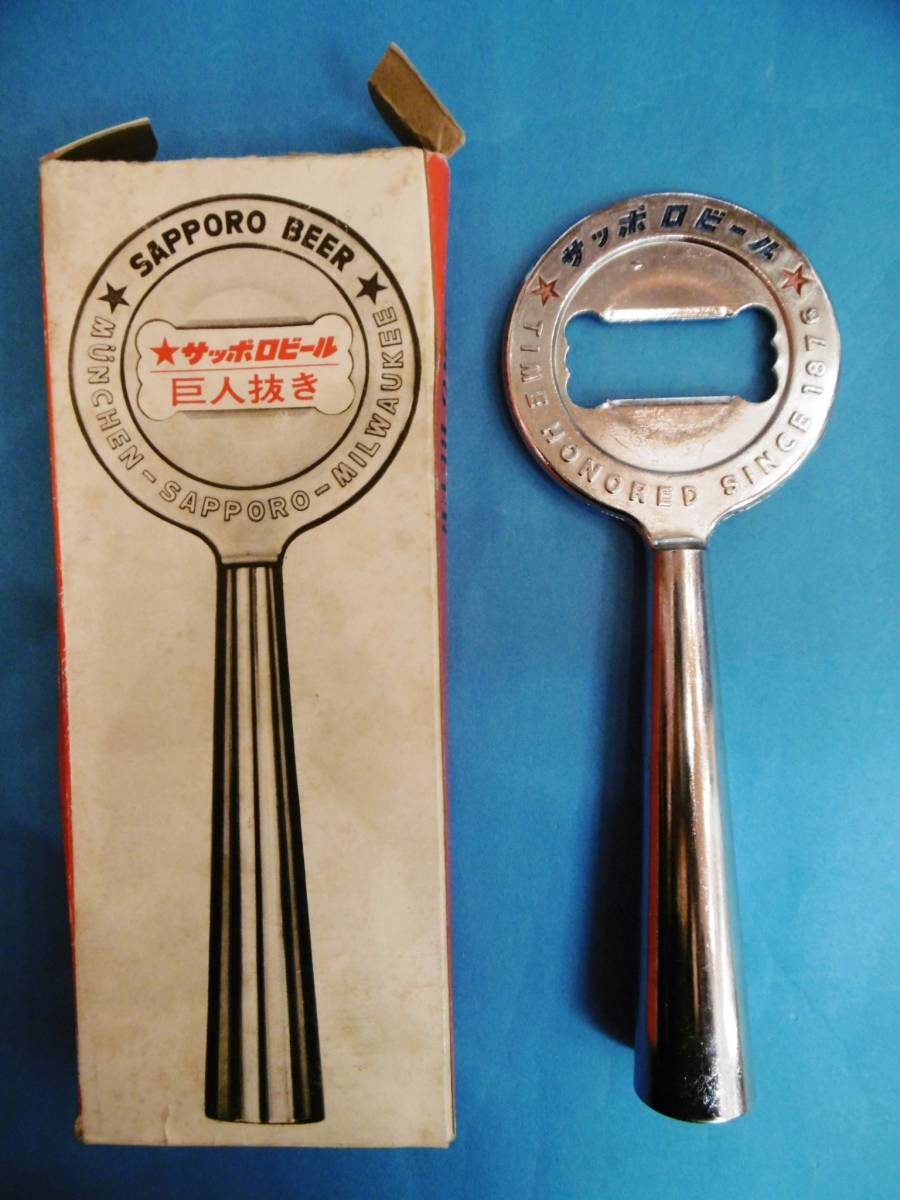 ★ SAPPORO BEER ★
MÜNCHEN-SAPPORO-MILWAUKEE
★サッポロビール
巨人抜き
★ サッポロビール ★
TIME HONORED SINCE 1876